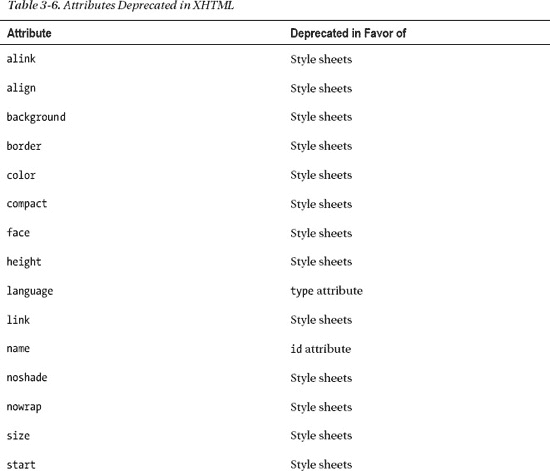 Table 3-6. Attributes Deprecated in XHTML
Attribute Deprecated in Favor of
alink Style sheets
align Style sheets
background Style sheets
border Style sheets
color Style sheets
compact Style sheets
face Style sheets
height Style sheets
language type attribute
link Style sheets
name id attribute
noshade Style sheets
nowrap Style sheets
size Style sheets
start Style sheets